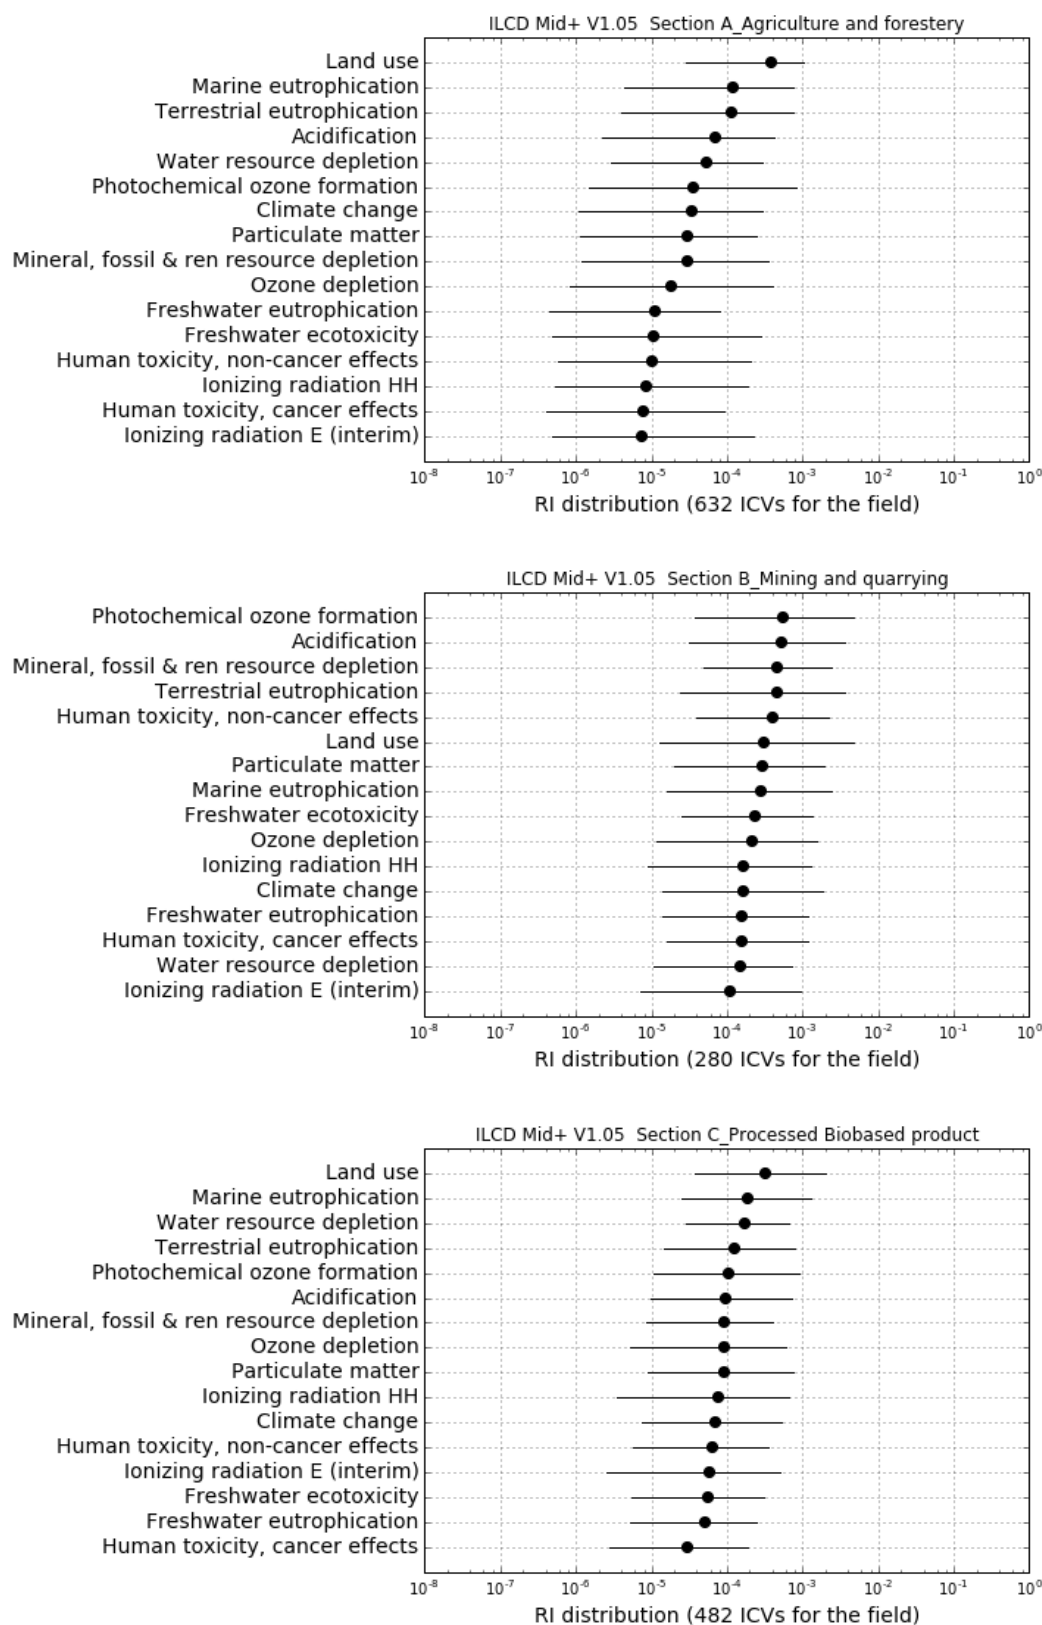 ILCD Mid+ V1.05  Section A_Agriculture and forestery
Land use
Marine eutrophication
Terrestrial eutrophication
Acidification
Water resource depletion
Photochemical ozone formation
Climate change
Particulate matter
Mineral, fossil & ren resource depletion
Ozone depletion
Freshwater eutrophication
Freshwater ecotoxicity
Human toxicity, non-cancer effects
Ionizing radiation HH
Human toxicity, cancer effects
Ionizing radiation E (interim)
10⁻⁸ 10⁻⁷ 10⁻⁶ 10⁻⁵ 10⁻⁴ 10⁻³ 10⁻² 10⁻¹ 10⁰
RI distribution (632 ICVs for the field)
ILCD Mid+ V1.05  Section B_Mining and quarrying
Photochemical ozone formation
Acidification
Mineral, fossil & ren resource depletion
Terrestrial eutrophication
Human toxicity, non-cancer effects
Land use
Particulate matter
Marine eutrophication
Freshwater ecotoxicity
Ozone depletion
Ionizing radiation HH
Climate change
Freshwater eutrophication
Human toxicity, cancer effects
Water resource depletion
Ionizing radiation E (interim)
10⁻⁸ 10⁻⁷ 10⁻⁶ 10⁻⁵ 10⁻⁴ 10⁻³ 10⁻² 10⁻¹ 10⁰
RI distribution (280 ICVs for the field)
ILCD Mid+ V1.05  Section C_Processed Biobased product
Land use
Marine eutrophication
Water resource depletion
Terrestrial eutrophication
Photochemical ozone formation
Acidification
Mineral, fossil & ren resource depletion
Ozone depletion
Particulate matter
Ionizing radiation HH
Climate change
Human toxicity, non-cancer effects
Ionizing radiation E (interim)
Freshwater ecotoxicity
Freshwater eutrophication
Human toxicity, cancer effects
10⁻⁸ 10⁻⁷ 10⁻⁶ 10⁻⁵ 10⁻⁴ 10⁻³ 10⁻² 10⁻¹ 10⁰
RI distribution (482 ICVs for the field)